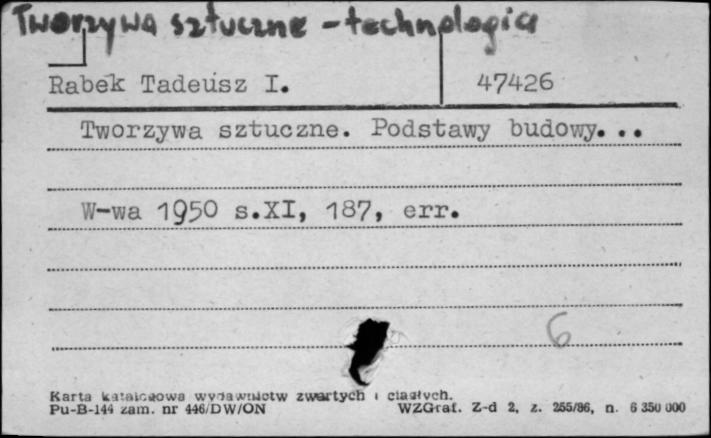 Tworzywa sztuczne - technologia
Rabek Tadeusz I. 47426
Tworzywa sztuczne. Podstawy budowy...
W-wa 1950 s.XI, 187, err.
6
Karta katalogowa wydawnictw zwartych i ciągłych.
Pu-B-144 zam. nr 446/DW/ON WZGraf. Z-d 2, z. 255/86, n. 6 350 000